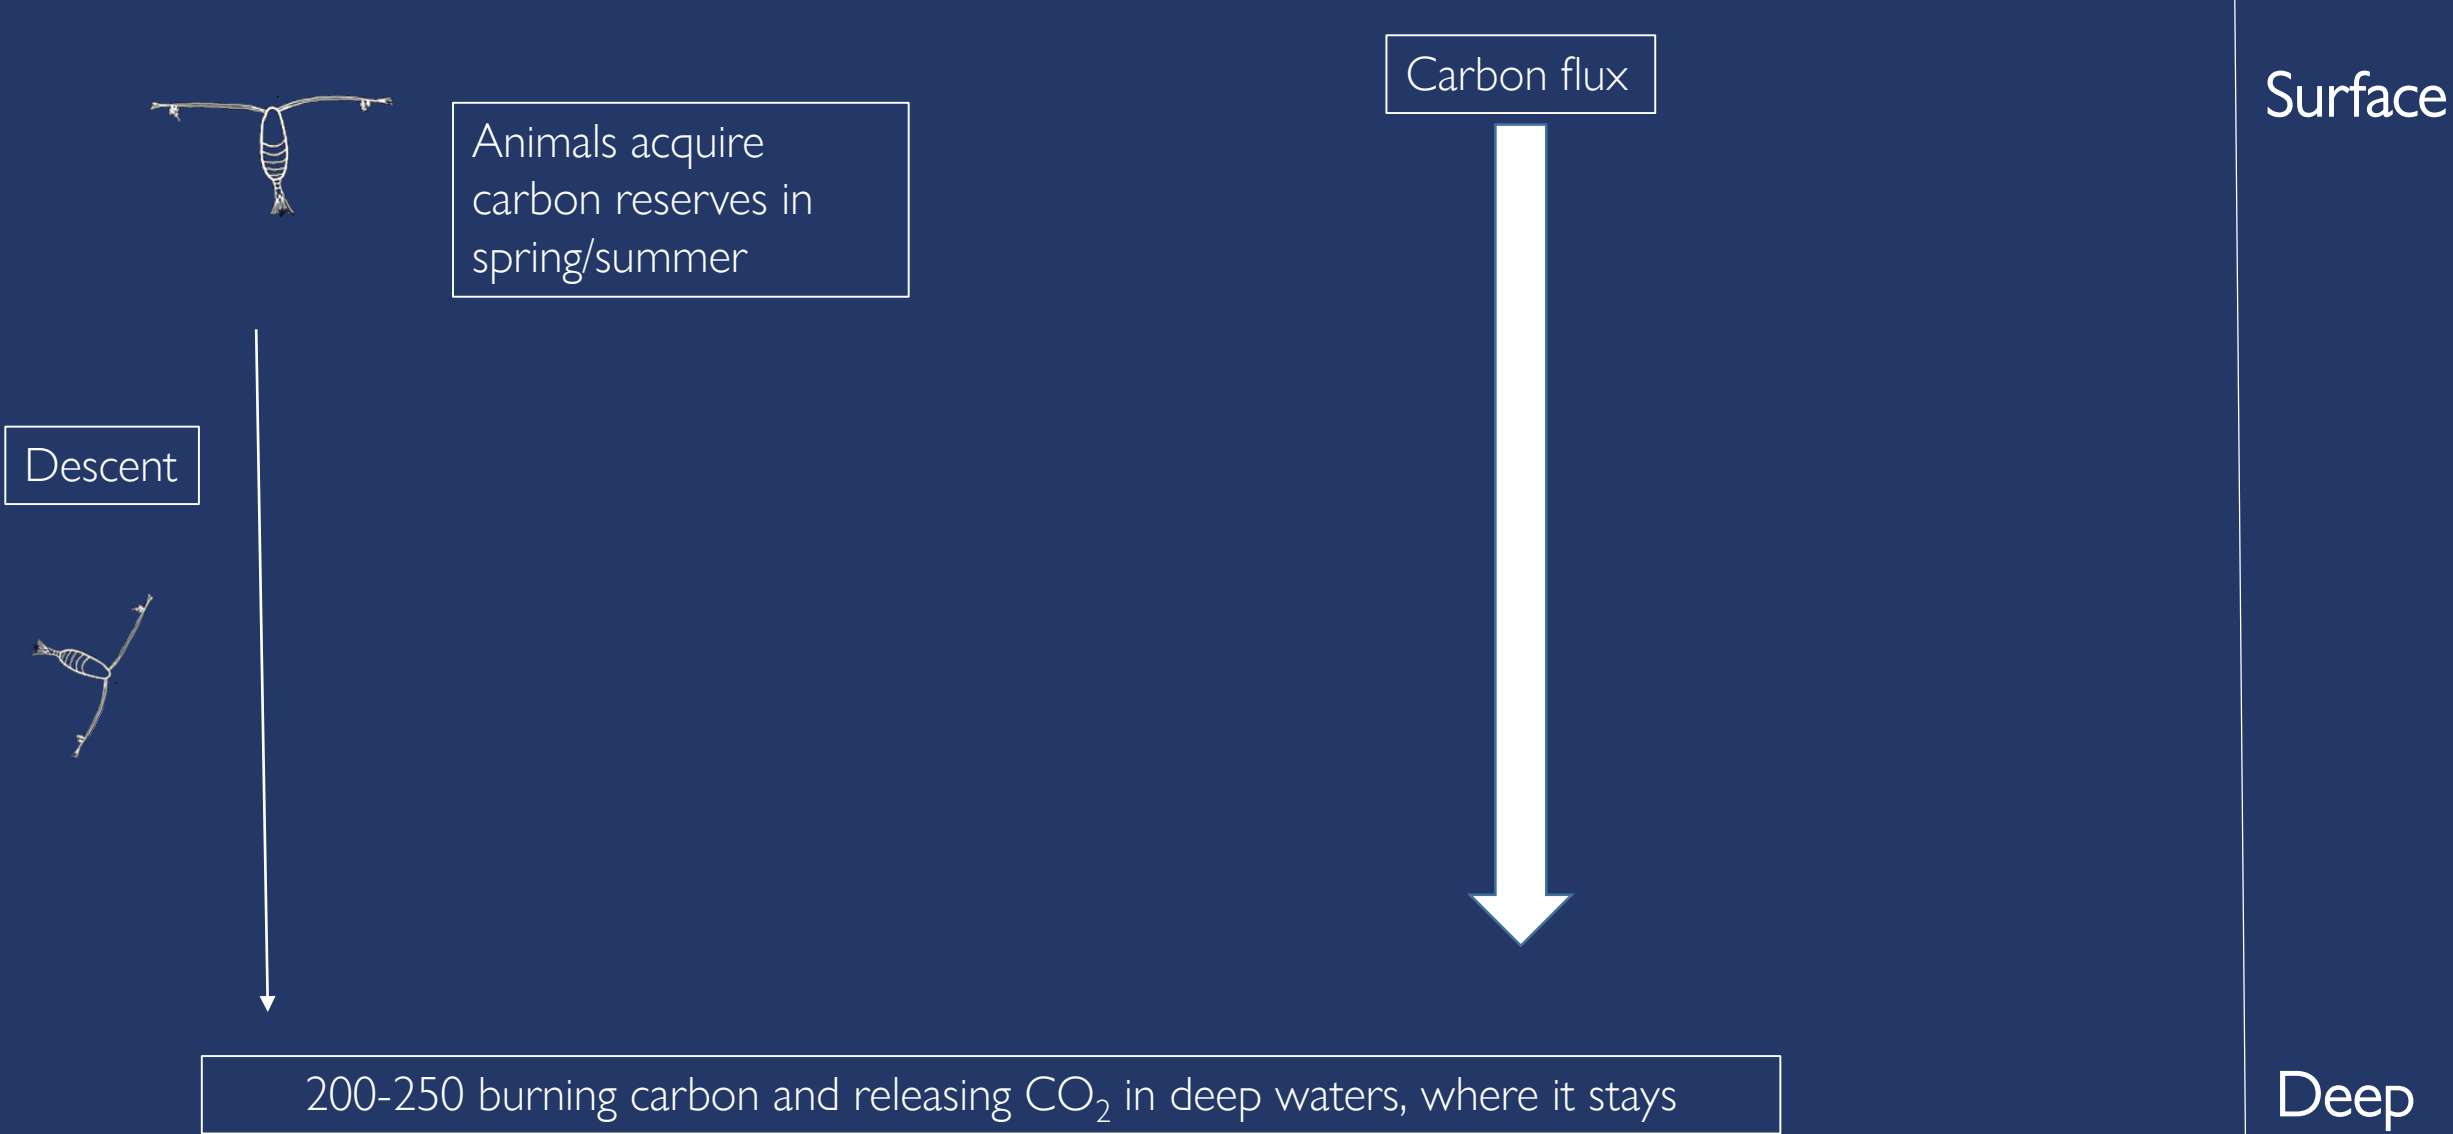 Carbon flux
Surface
Animals acquire
carbon reserves in
spring/summer
Descent
200-250 burning carbon and releasing CO₂ in deep waters, where it stays
Deep